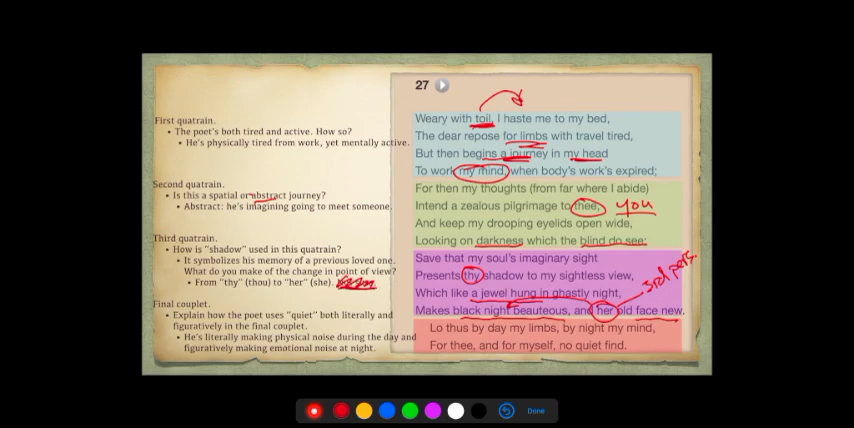 27
First quatrain.
• The poet's both tired and active. How so?
• He's physically tired from work, yet mentally active.
Second quatrain.
• Is this a spatial or abstract journey?
• Abstract: he's imagining going to meet someone.
Third quatrain.
• How is "shadow" used in this quatrain?
• It symbolizes his memory of a previous loved one.
What do you make of the change in point of view?
• From "thy" (thou) to "her" (she).
Final couplet.
• Explain how the poet uses "quiet" both literally and
figuratively in the final couplet.
• He's literally making physical noise during the day and
figuratively making emotional noise at night.
Weary with toil, I haste me to my bed,
The dear repose for limbs with travel tired,
But then begins a journey in my head
To work my mind, when body's work's expired;
For then my thoughts (from far where I abide)
Intend a zealous pilgrimage to thee, you
And keep my drooping eyelids open wide,
Looking on darkness which the blind do see:
Save that my soul's imaginary sight
Presents thy shadow to my sightless view,
Which like a jewel hung in ghastly night,
3rd pers.
Makes black night beauteous, and her old face new.
Lo thus by day my limbs, by night my mind,
For thee, and for myself, no quiet find.
Done